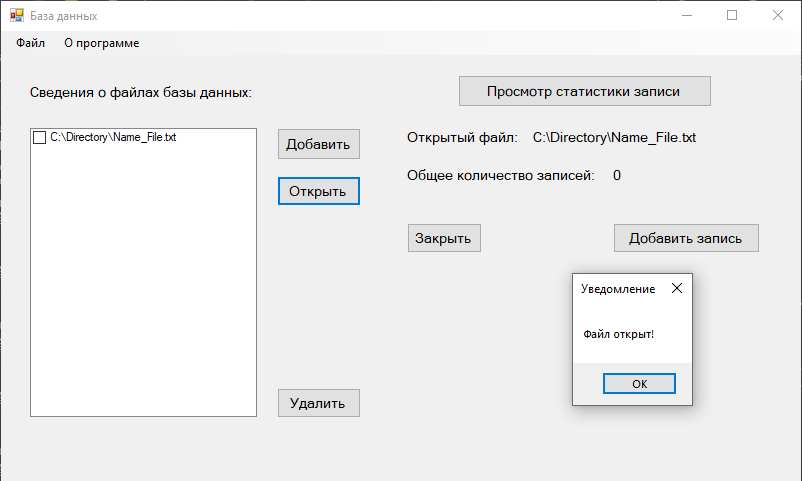 База данных
Файл О программе
Сведения о файлах базы данных:
Просмотр статистики записи
C:\Directory\Name_File.txt
Добавить
Открыть
Удалить
Открытый файл: C:\Directory\Name_File.txt
Общее количество записей: 0
Закрыть
Добавить запись
Уведомление
Файл открыт!
ОК